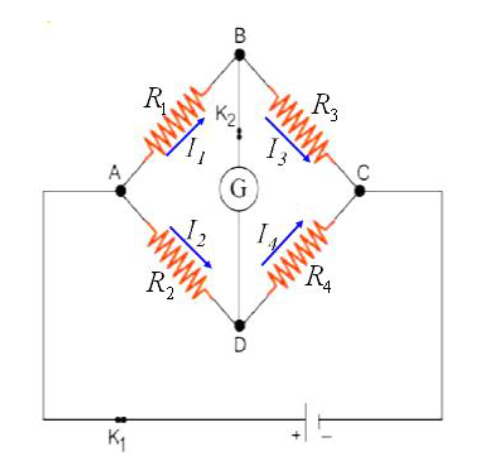 B
R₁
R₃
K₂
I₁
I₃
A
G
C
I₂
I₄
R₂
R₄
D
K₁
+ −